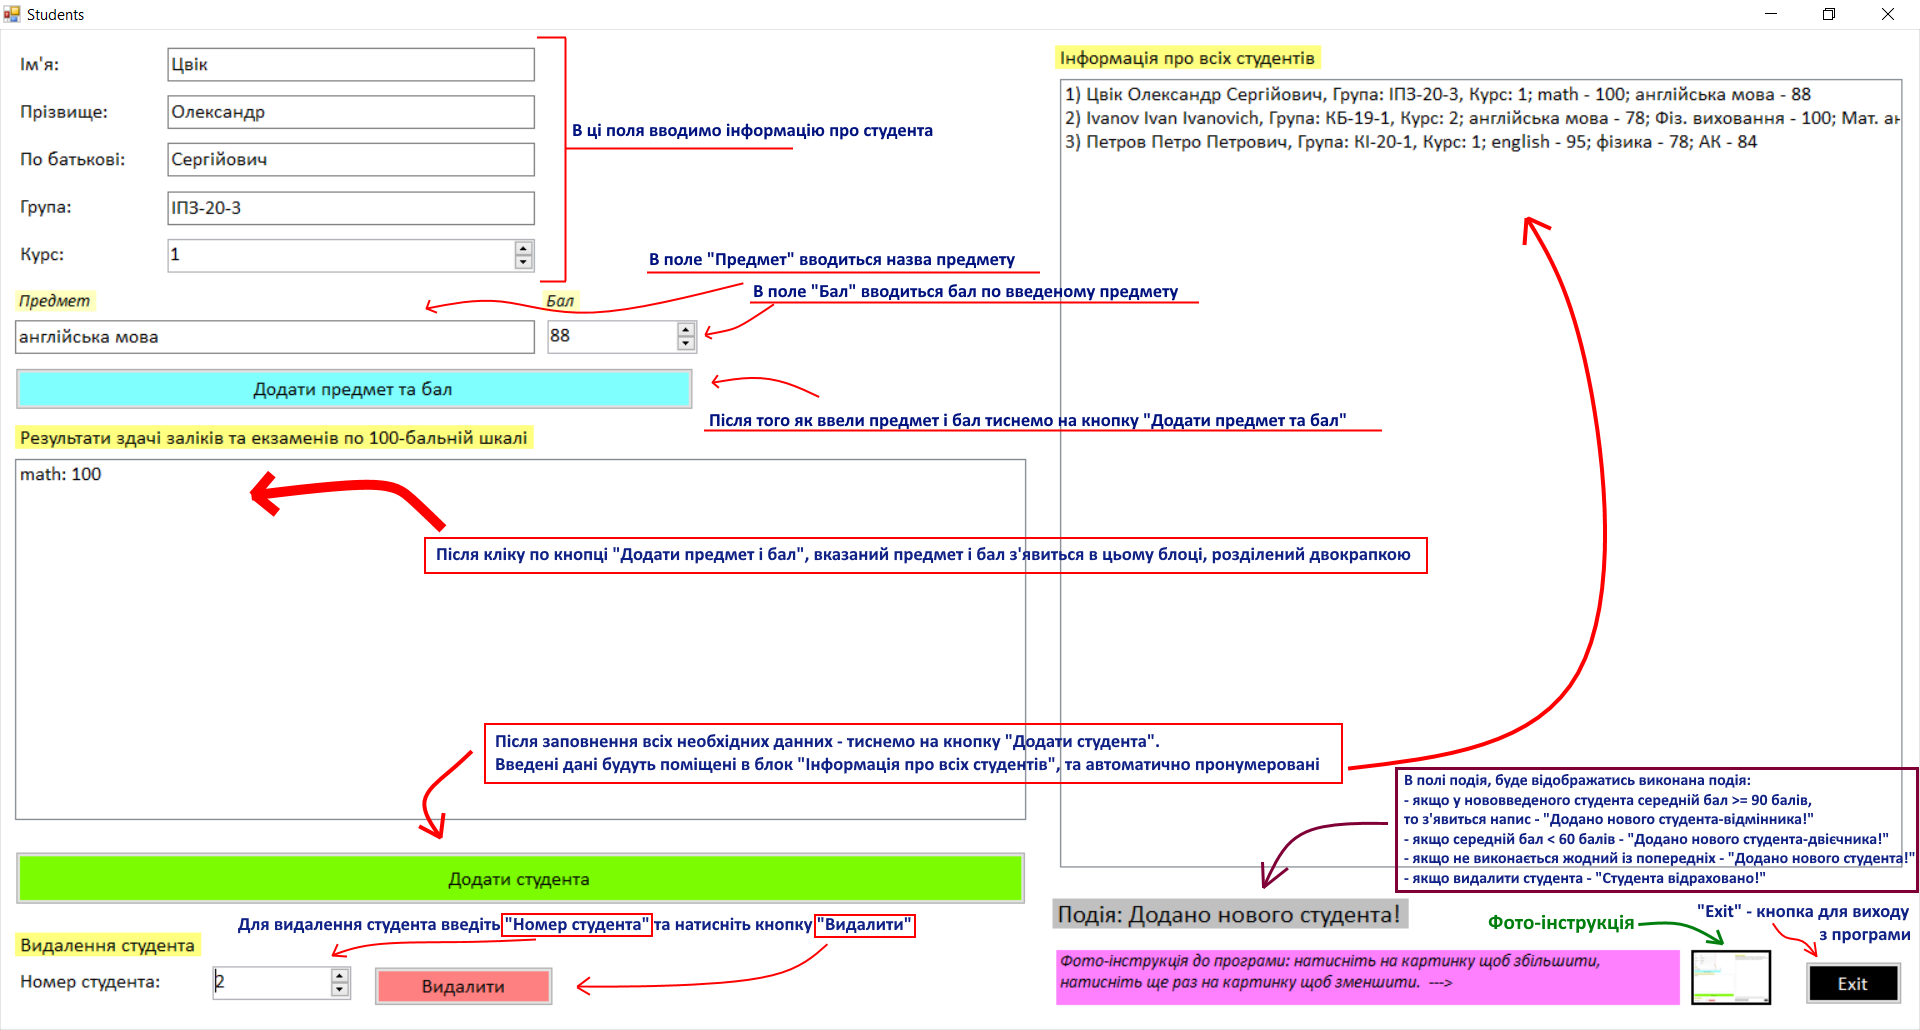 Students
Ім'я:
Цвік
Прізвище:
Олександр
По батькові:
Сергійович
Група:
ІПЗ-20-3
Курс:
1
В ці поля вводимо інформацію про студента
В поле "Предмет" вводиться назва предмету
В поле "Бал" вводиться бал по введеному предмету
Предмет
Бал
англійська мова
88
Додати предмет та бал
Після того як ввели предмет і бал тиснемо на кнопку "Додати предмет та бал"
Результати здачі заліків та екзаменів по 100-бальній шкалі
math: 100
Після кліку по кнопці "Додати предмет і бал", вказаний предмет і бал з'явиться в цьому блоці, розділений двокрапкою
Після заповнення всіх необхідних данних - тиснемо на кнопку "Додати студента".
Введені дані будуть поміщені в блок "Інформація про всіх студентів", та автоматично пронумеровані
Додати студента
Для видалення студента введіть "Номер студента" та натисніть кнопку "Видалити"
Видалення студента
Номер студента:
2
Видалити
Інформація про всіх студентів
1) Цвік Олександр Сергійович, Група: ІПЗ-20-3, Курс: 1; math - 100; англійська мова - 88
2) Ivanov Ivan Ivanovich, Група: КБ-19-1, Курс: 2; англійська мова - 78; Фіз. виховання - 100; Мат. ан
3) Петров Петро Петрович, Група: КІ-20-1, Курс: 1; english - 95; фізика - 78; АК - 84
В полі подія, буде відображатись виконана подія:
- якщо у нововведеного студента середній бал >= 90 балів,
то з'явиться напис - "Додано нового студента-відмінника!"
- якщо середній бал < 60 балів - "Додано нового студента-двієчника!"
- якщо не виконається жодний із попередніх - "Додано нового студента!"
- якщо видалити студента - "Студента відраховано!"
Подія: Додано нового студента!
Фото-інструкція
"Exit" - кнопка для виходу
з програми
Фото-інструкція до програми: натисніть на картинку щоб збільшити,
натисніть ще раз на картинку щоб зменшити. --->
Exit